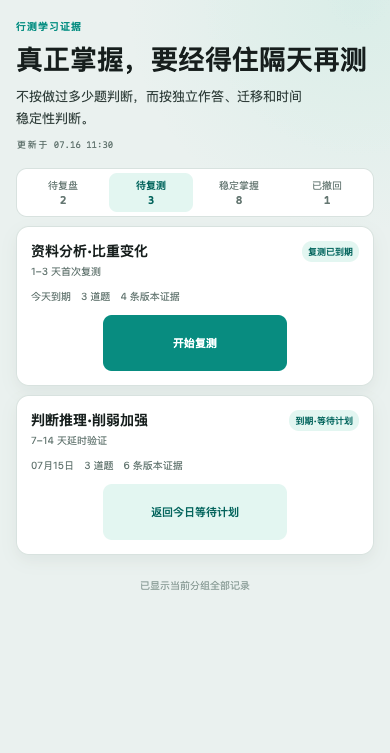 行测学习证据
真正掌握，要经得住隔天再测
不按做过多少题判断，而按独立作答、迁移和时间
稳定性判断。
更新于 07.16 11:30
待复盘 待复测 稳定掌握 已撤回
2 3 8 1
资料分析·比重变化 复测已到期
1–3 天首次复测
今天到期 3 道题 4 条版本证据
开始复测
判断推理·削弱加强 到期·等待计划
7–14 天延时验证
07月15日 3 道题 6 条版本证据
返回今日等待计划
已显示当前分组全部记录